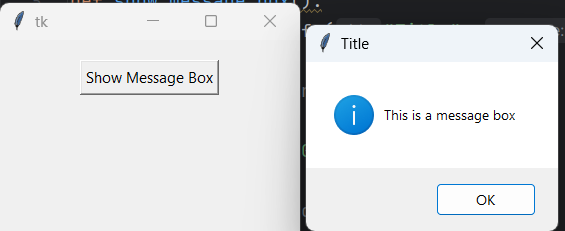 tk
Show Message Box
Title
This is a message box
OK